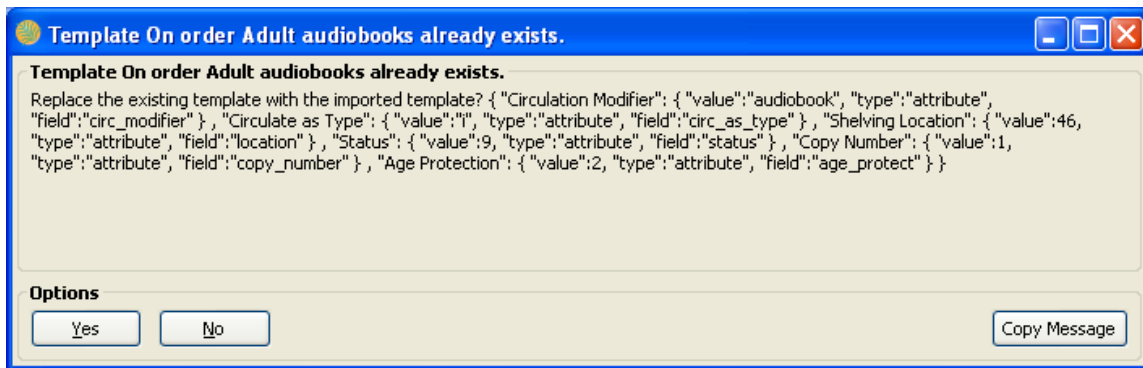 Template On order Adult audiobooks already exists.
Template On order Adult audiobooks already exists.
Replace the existing template with the imported template? { "Circulation Modifier": { "value":"audiobook", "type":"attribute",
"field":"circ_modifier" } , "Circulate as Type": { "value":"i", "type":"attribute", "field":"circ_as_type" } , "Shelving Location": { "value":46,
"type":"attribute", "field":"location" } , "Status": { "value":9, "type":"attribute", "field":"status" } , "Copy Number": { "value":1,
"type":"attribute", "field":"copy_number" } , "Age Protection": { "value":2, "type":"attribute", "field":"age_protect" } }
Options
Yes No Copy Message